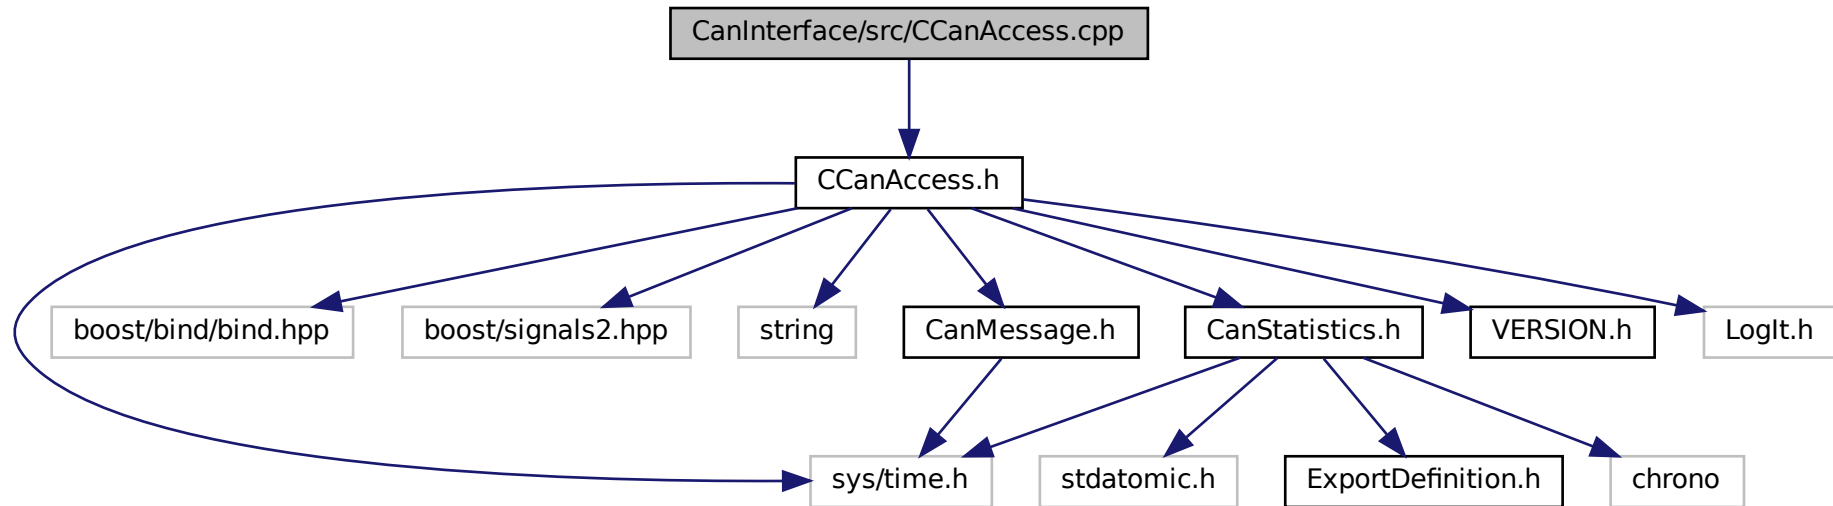 CanInterface/src/CCanAccess.cpp
CCanAccess.h
boost/bind/bind.hpp
boost/signals2.hpp
string
CanMessage.h
CanStatistics.h
VERSION.h
LogIt.h
sys/time.h
stdatomic.h
ExportDefinition.h
chrono